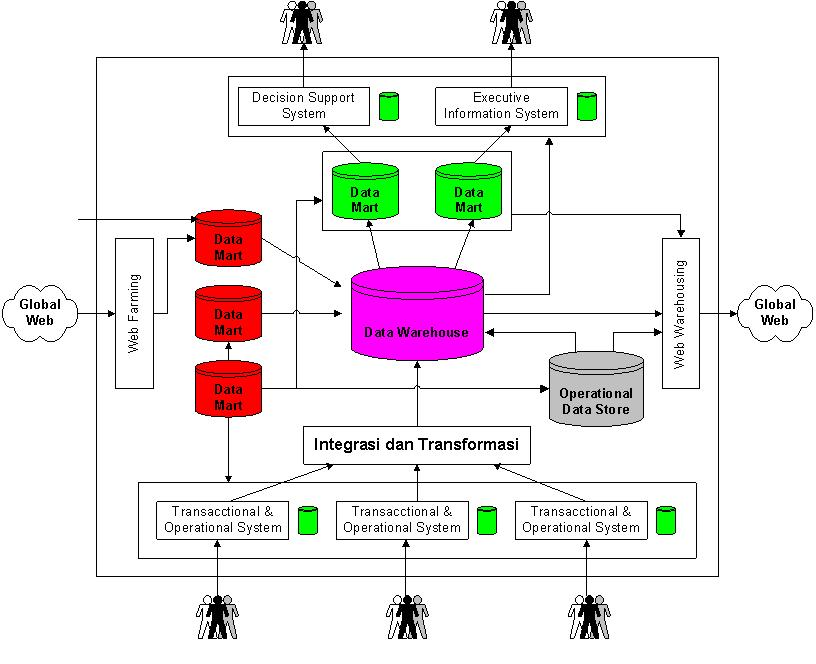 Decision Support
System
Executive
Information System
Data
Mart
Data
Mart
Data
Mart
Global
Web
Web Farming
Data
Mart
Data Warehouse
Web Warehousing
Global
Web
Data
Mart
Operational
Data Store
Integrasi dan Transformasi
Transacctional &
Operational System
Transacctional &
Operational System
Transacctional &
Operational System